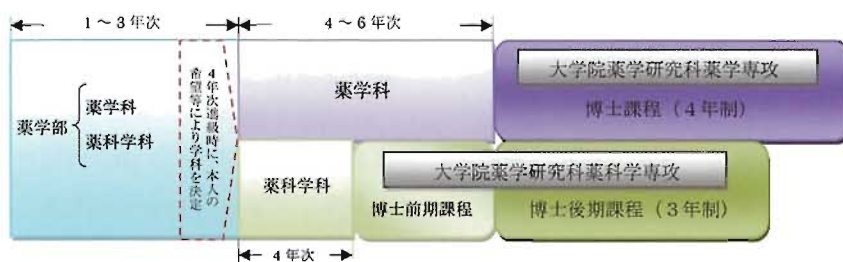 1～3年次
4～6年次
薬学部
薬学科
薬科学科
4年次進級時に、本人の
希望等により学科を決定
薬学科
大学院薬学研究科薬学専攻
博士課程（4年制）
薬科学科
大学院薬学研究科薬科学専攻
博士前期課程
博士後期課程（3年制）
4年次